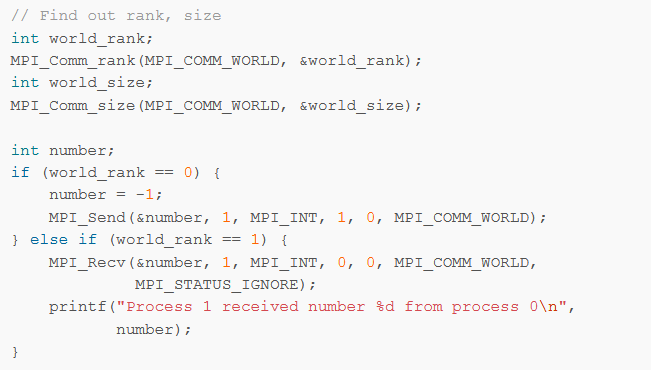 // Find out rank, size
int world_rank;
MPI_Comm_rank(MPI_COMM_WORLD, &world_rank);
int world_size;
MPI_Comm_size(MPI_COMM_WORLD, &world_size);

int number;
if (world_rank == 0) {
    number = -1;
    MPI_Send(&number, 1, MPI_INT, 1, 0, MPI_COMM_WORLD);
} else if (world_rank == 1) {
    MPI_Recv(&number, 1, MPI_INT, 0, 0, MPI_COMM_WORLD,
             MPI_STATUS_IGNORE);
    printf("Process 1 received number %d from process 0\n",
           number);
}